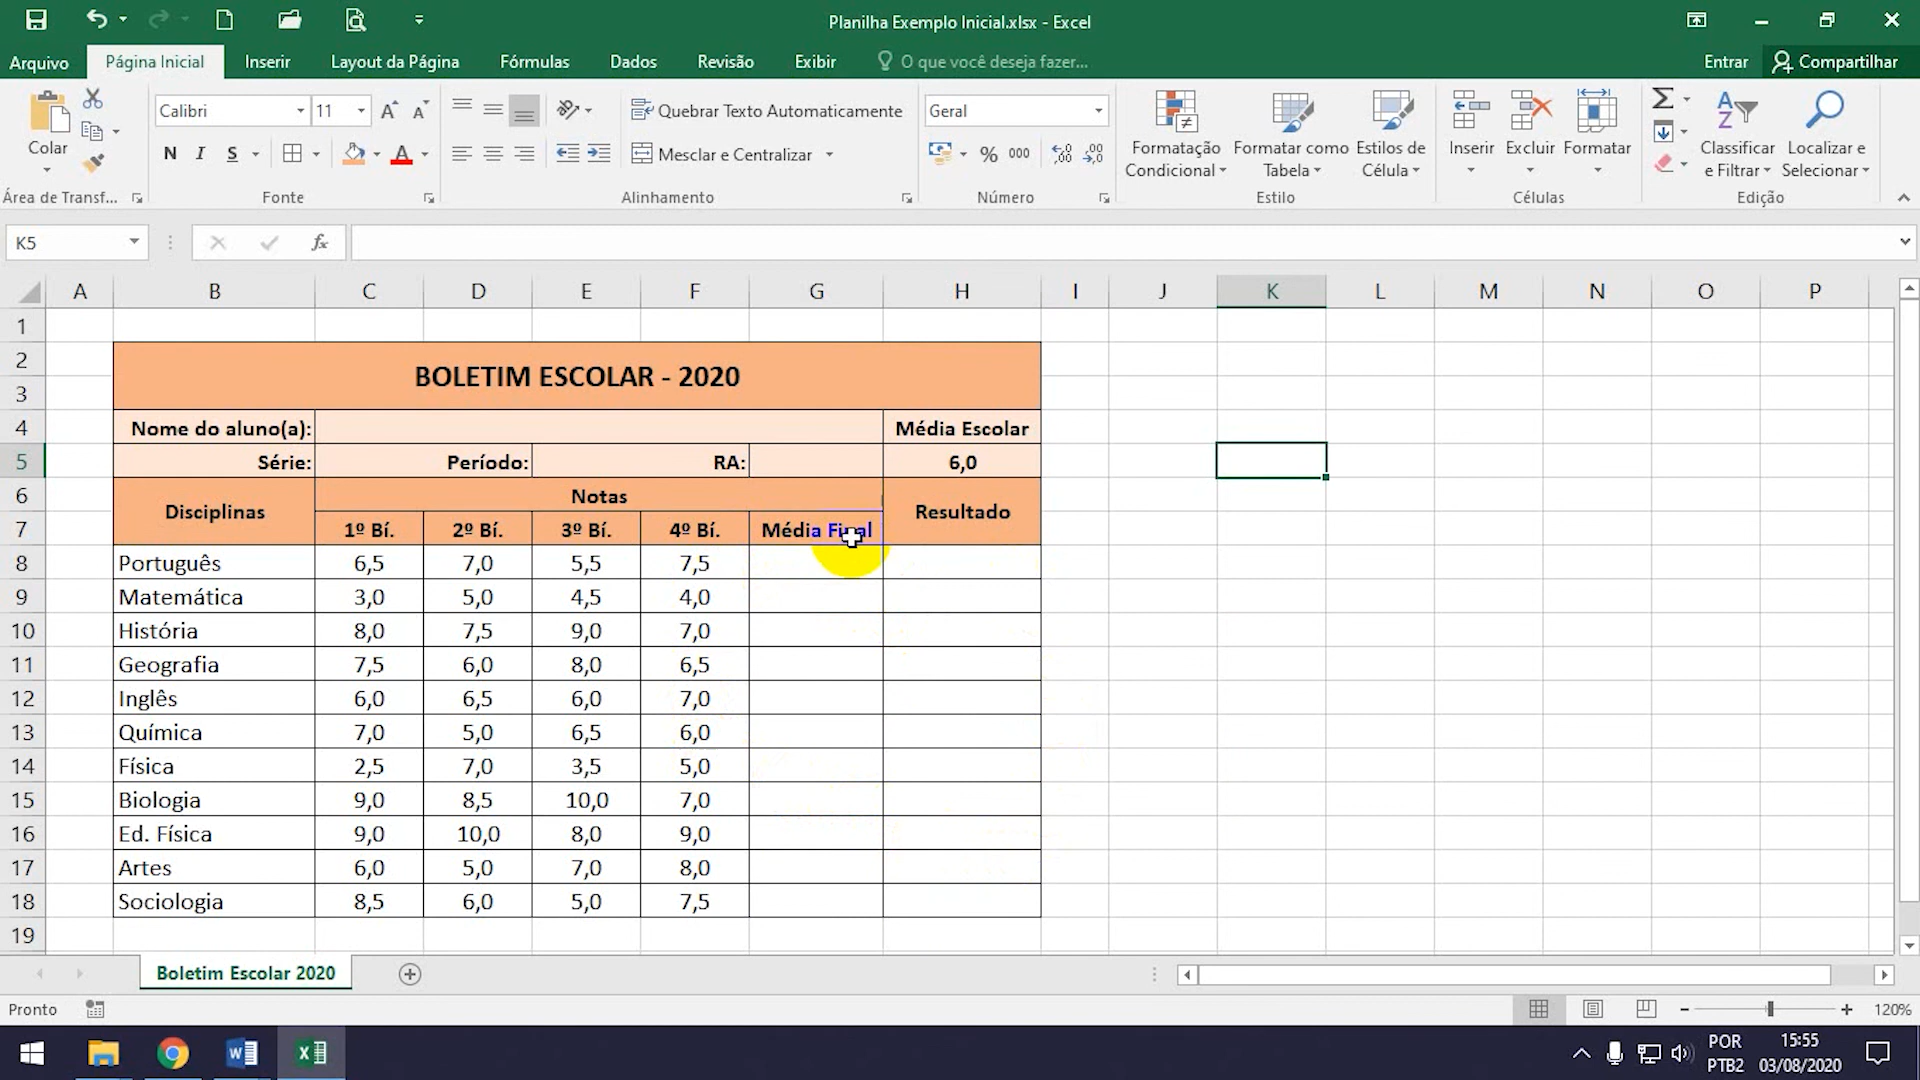 Planilha Exemplo Inicial.xlsx - Excel
Arquivo Página Inicial Inserir Layout da Página Fórmulas Dados Revisão Exibir O que você deseja fazer... Entrar Compartilhar
Colar
Calibri 11
N I S
Quebrar Texto Automaticamente
Mesclar e Centralizar
Geral
% 000
Formatação Condicional
Formatar como Tabela
Estilos de Célula
Inserir Excluir Formatar
Classificar e Filtrar
Localizar e Selecionar
Área de Transf... Fonte Alinhamento Número Estilo Células Edição
K5 fx
A B C D E F G H I J K L M N O P
1
2
3
BOLETIM ESCOLAR - 2020
4 Nome do aluno(a): Média Escolar
5 Série: Período: RA: 6,0
6 Disciplinas Notas Resultado
7 1º Bí. 2º Bí. 3º Bí. 4º Bí. Média Final
8 Português 6,5 7,0 5,5 7,5
9 Matemática 3,0 5,0 4,5 4,0
10 História 8,0 7,5 9,0 7,0
11 Geografia 7,5 6,0 8,0 6,5
12 Inglês 6,0 6,5 6,0 7,0
13 Química 7,0 5,0 6,5 6,0
14 Física 2,5 7,0 3,5 5,0
15 Biologia 9,0 8,5 10,0 7,0
16 Ed. Física 9,0 10,0 8,0 9,0
17 Artes 6,0 5,0 7,0 8,0
18 Sociologia 8,5 6,0 5,0 7,5
19
Boletim Escolar 2020
Pronto 120%
POR 15:55
PTB2 03/08/2020